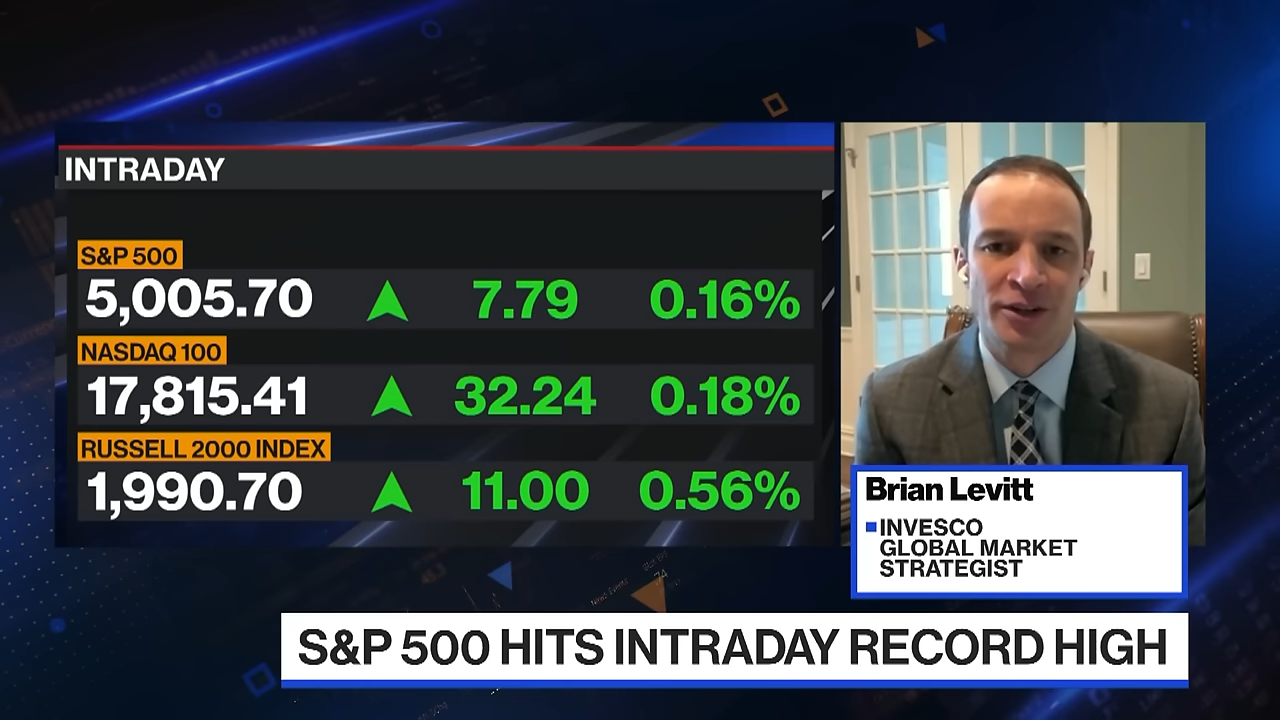 INTRADAY
S&P 500
5,005.70 ▲ 7.79 0.16%
NASDAQ 100
17,815.41 ▲ 32.24 0.18%
RUSSELL 2000 INDEX
1,990.70 ▲ 11.00 0.56%
Brian Levitt
INVESCO
GLOBAL MARKET
STRATEGIST
S&P 500 HITS INTRADAY RECORD HIGH